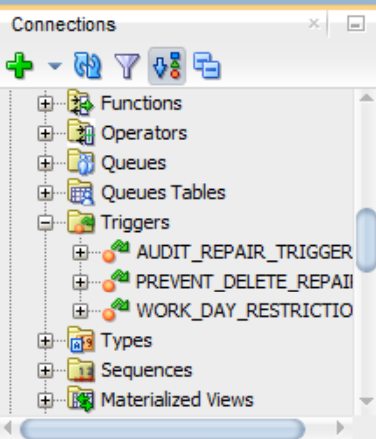 Connections
Functions
Operators
Queues
Queues Tables
Triggers
AUDIT_REPAIR_TRIGGER
PREVENT_DELETE_REPAI
WORK_DAY_RESTRICTIO
Types
Sequences
Materialized Views